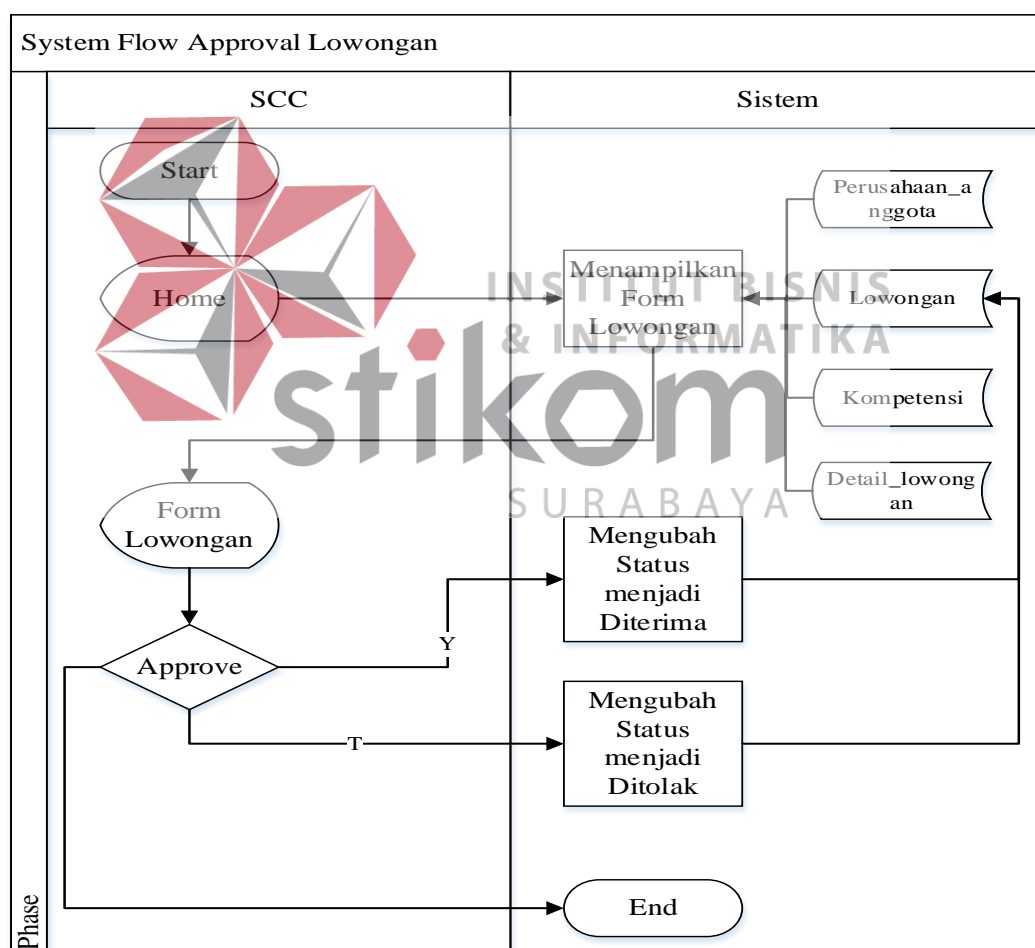 System Flow Approval Lowongan
SCC
Sistem
Start
Perusahaan_a
nggota
Home
Menampilkan
Form
Lowongan
Lowongan
INSTITUT BISNIS
& INFORMATIKA
stikom
SURABAYA
Kompetensi
Detail_lowong
an
Form
Lowongan
Mengubah
Status
menjadi
Diterima
Y
Approve
Mengubah
Status
menjadi
Ditolak
T
End
Phase